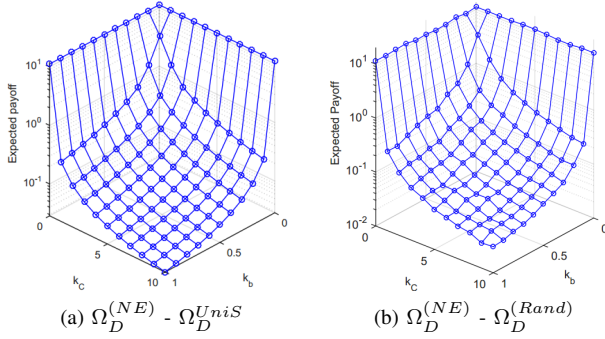 Expected payoff
10^1
10^0
10^{-1}
0
5
10
k_C
1
0.5
0
k_b
Expected Payoff
10^1
10^0
10^{-1}
10^{-2}
0
5
10
k_C
1
0.5
0
k_b
(a) Ω_D^{(NE)} - Ω_D^{UniS}
(b) Ω_D^{(NE)} - Ω_D^{(Rand)}